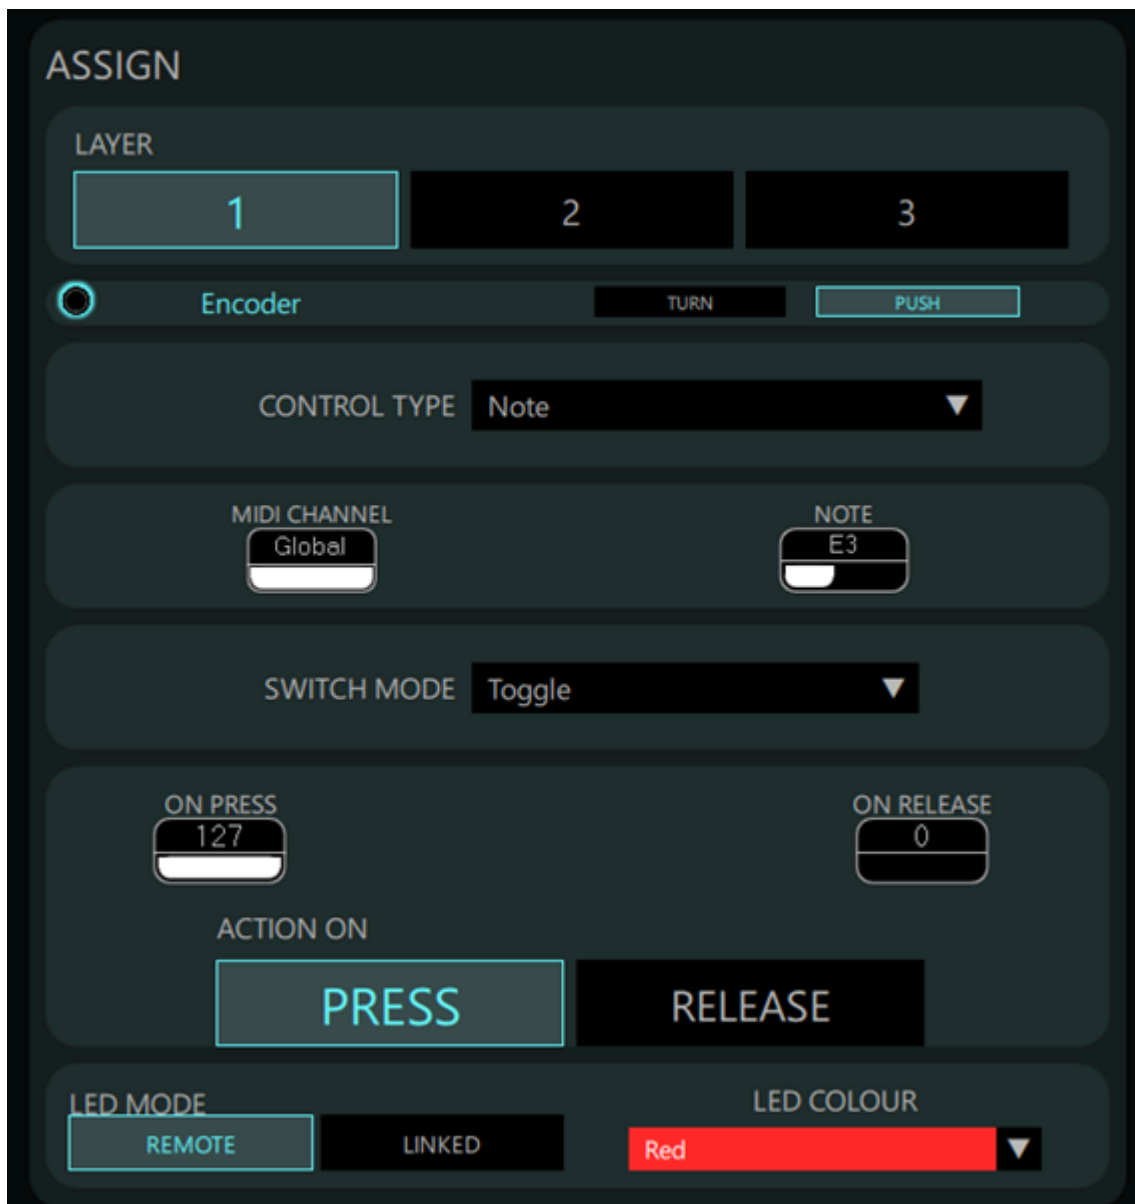 ASSIGN
LAYER
1 2 3
Encoder TURN PUSH
CONTROL TYPE Note
MIDI CHANNEL NOTE
Global E3
SWITCH MODE Toggle
ON PRESS ON RELEASE
127 0
ACTION ON
PRESS RELEASE
LED MODE LED COLOUR
REMOTE LINKED Red